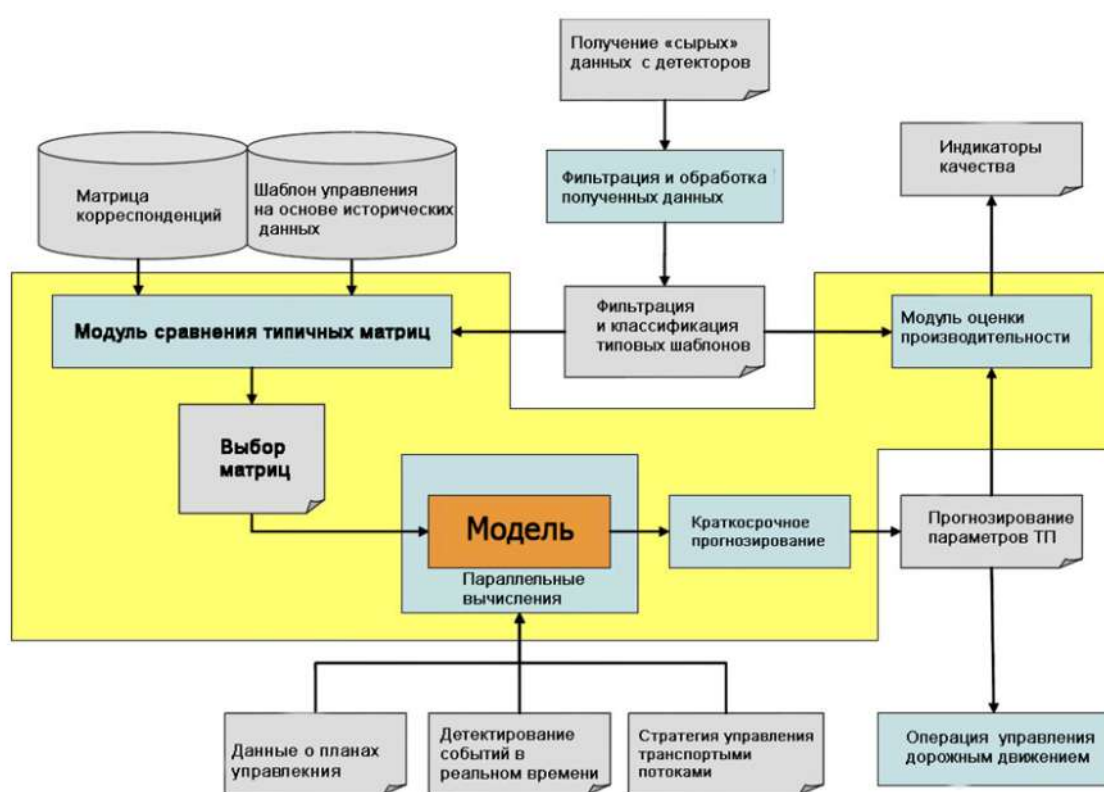 Получение «сырых»
данных с детекторов
Индикаторы
качества
Матрица
корреспонденций
Шаблон управления
на основе исторических
данных
Фильтрация и обработка
полученных данных
Модуль сравнения типичных матриц
Фильтрация
и классификация
типовых шаблонов
Модуль оценки
производительности
Выбор
матриц
Модель
Параллельные
вычисления
Краткосрочное
прогнозирование
Прогнозирование
параметров ТП
Данные о планах
управлекния
Детектирование
событий в
реальном времени
Стратегия управления
транспортыми
потоками
Операция управления
дорожным движением